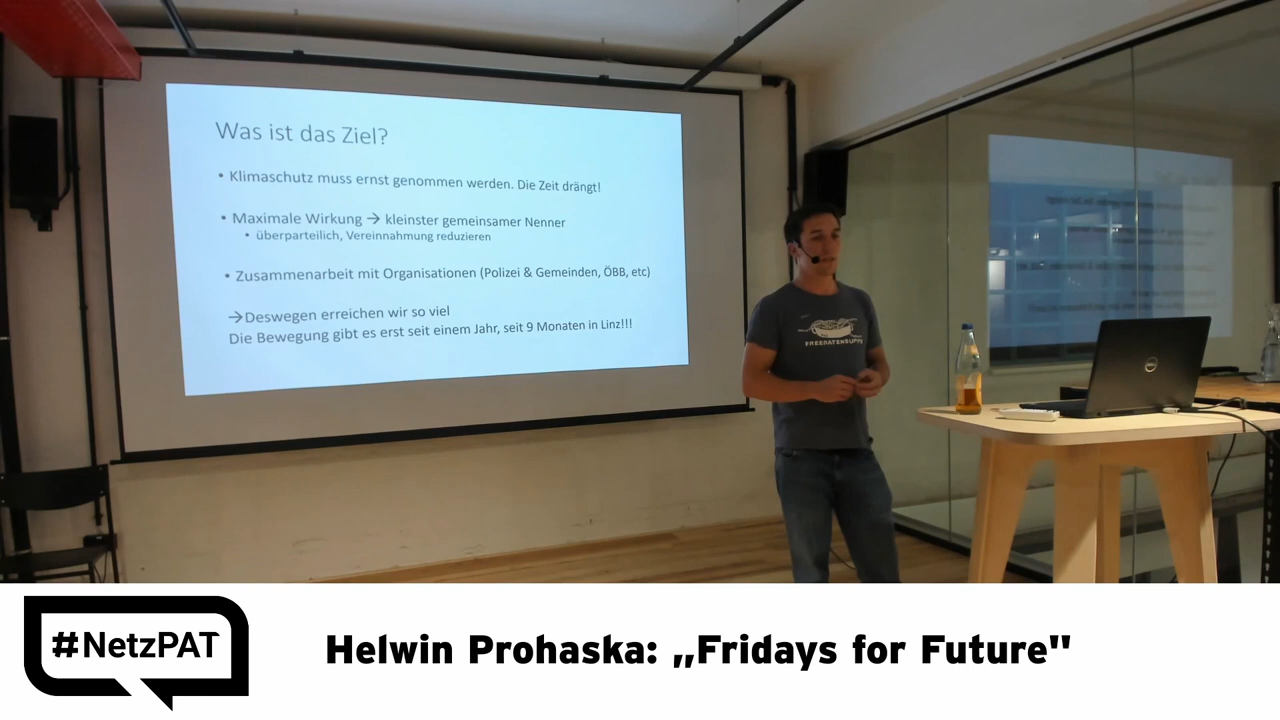 Was ist das Ziel?
• Klimaschutz muss ernst genommen werden. Die Zeit drängt!
• Maximale Wirkung → kleinster gemeinsamer Nenner
• überparteilich, Vereinnahmung reduzieren
• Zusammenarbeit mit Organisationen (Polizei & Gemeinden, ÖBB, etc)
→Deswegen erreichen wir so viel
Die Bewegung gibt es erst seit einem Jahr, seit 9 Monaten in Linz!!!
FREEDATENSUPPE
DELL
#NetzPAT
Helwin Prohaska: „Fridays for Future"